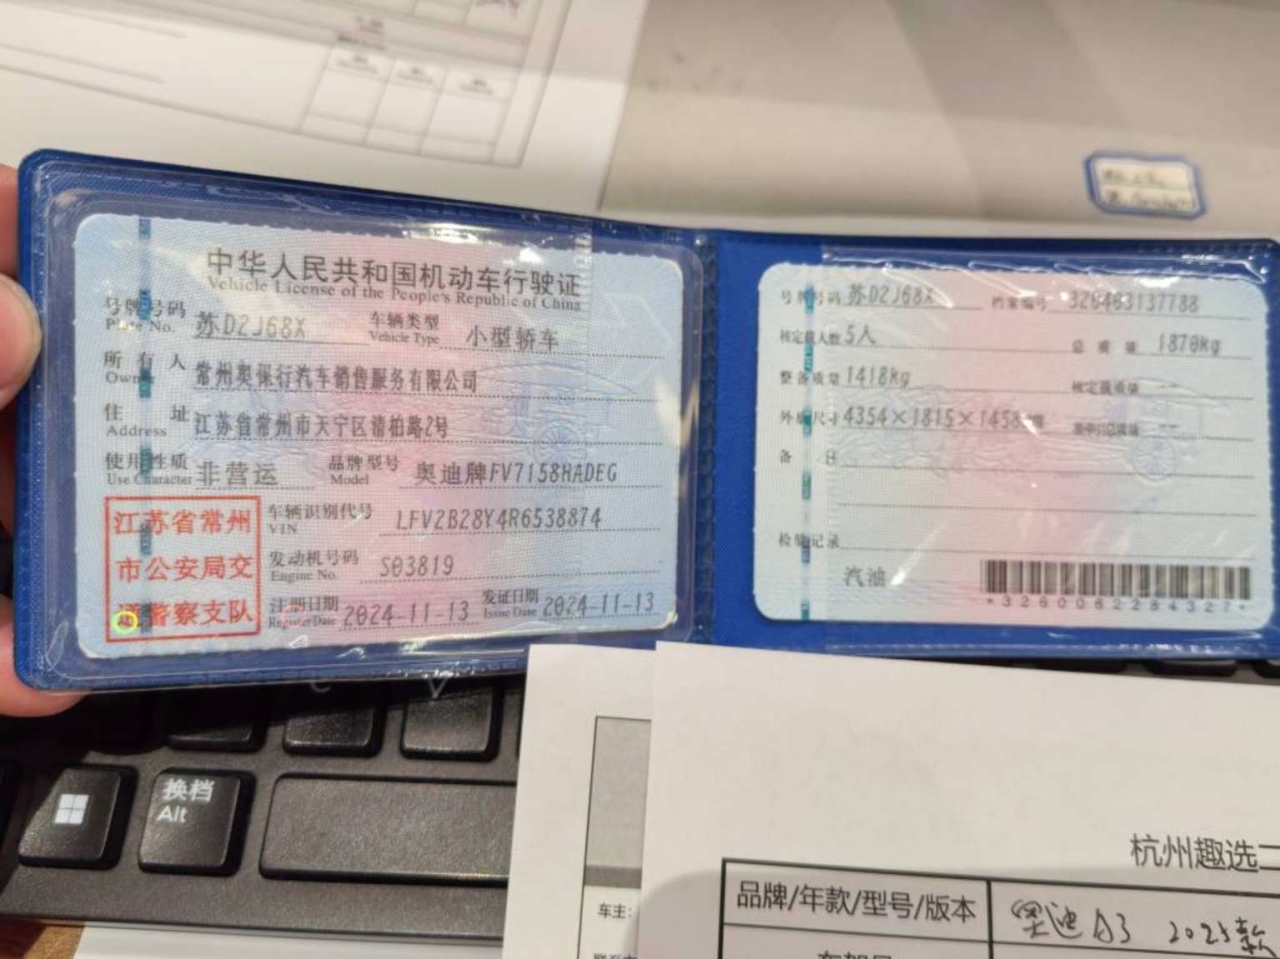 中华人民共和国机动车行驶证
Vehicle License of the People's Republic of China
号牌号码 苏D2J68X 车辆类型 小型轿车
Plate No. Vehicle Type
所有人 常州奥保行汽车销售服务有限公司
Owner
住址 江苏省常州市天宁区清柏路2号
Address
使用性质 非营运 品牌型号 奥迪牌FV7158HADEG
Use Character Model
江苏省常州
市公安局交
通警察支队
车辆识别代号 LFV2B28Y4R6538874
VIN
发动机号码 S03819
Engine No.
注册日期 2024-11-13 发证日期 2024-11-13
Register Date Issue Date
号牌号码 苏D2J68X 档案编号 320403137788
核定载人数 5人 总质量 1870kg
整备质量 1418kg 核定载质量 --
外廓尺寸 4354×1815×1458 --
备
检验记录
汽油
*3260062284327*
换档
Alt
车主:
杭州趣选二
品牌/年款/型号/版本 奥迪A3 2025款